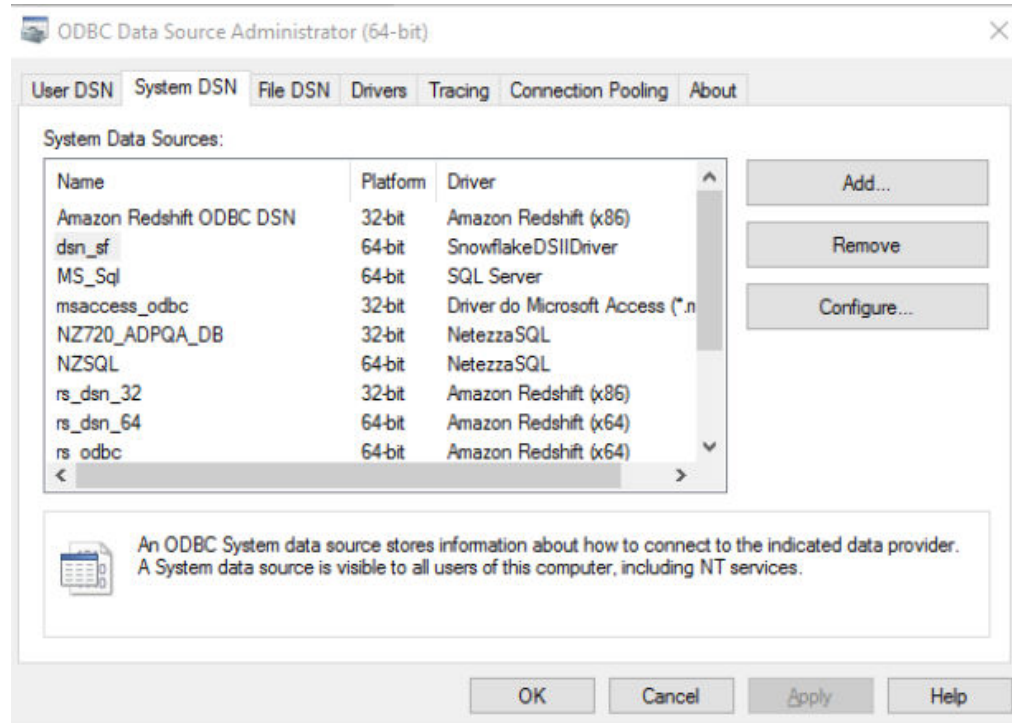 ODBC Data Source Administrator (64-bit)
User DSN System DSN File DSN Drivers Tracing Connection Pooling About
System Data Sources:
Name Platform Driver
Amazon Redshift ODBC DSN 32-bit Amazon Redshift (x86)
dsn_sf 64-bit SnowflakeDSIIDriver
MS_Sql 64-bit SQL Server
msaccess_odbc 32-bit Driver do Microsoft Access (*.m
NZ720_ADPQA_DB 32-bit NetezzaSQL
NZSQL 64-bit NetezzaSQL
rs_dsn_32 32-bit Amazon Redshift (x86)
rs_dsn_64 64-bit Amazon Redshift (x64)
rs_odbc 64-bit Amazon Redshift (x64)
Add...
Remove
Configure...
An ODBC System data source stores information about how to connect to the indicated data provider.
A System data source is visible to all users of this computer, including NT services.
OK Cancel Apply Help